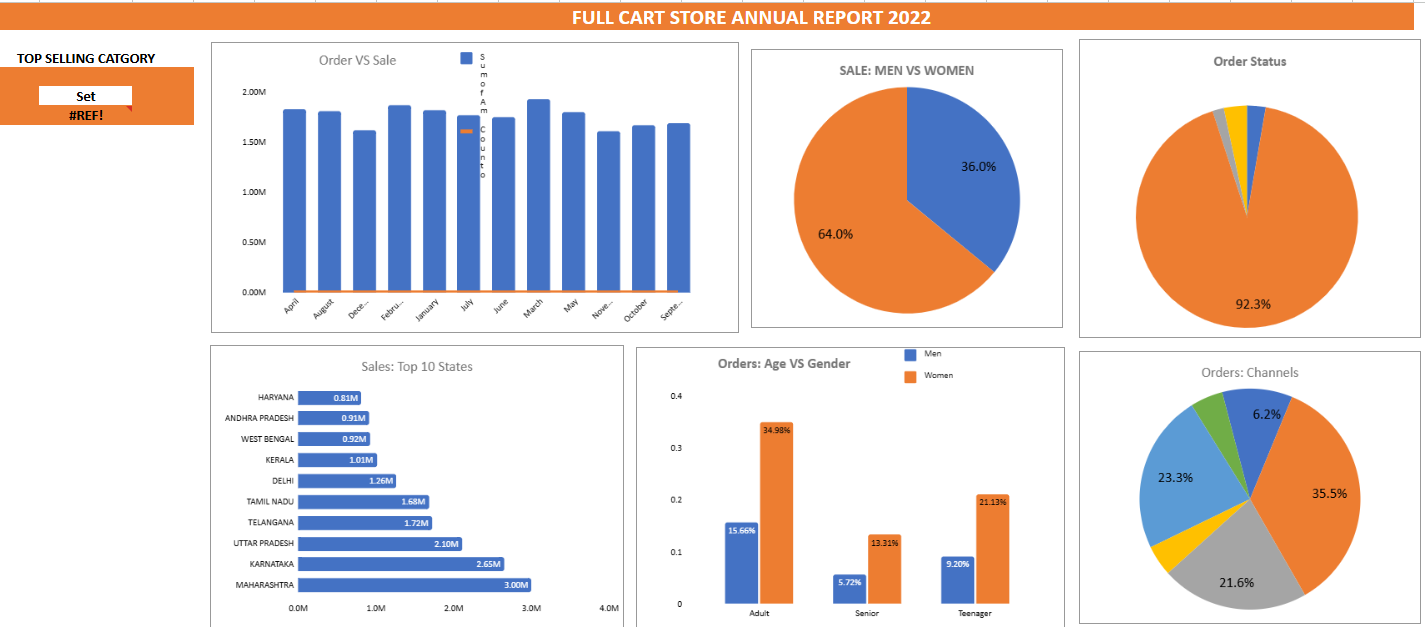 FULL CART STORE ANNUAL REPORT 2022
TOP SELLING CATGORY
Set
#REF!
Order VS Sale
Sum of Am
Count o
2.00M
1.50M
1.00M
0.50M
0.00M
April
August
Dece...
Febru...
January
July
June
March
May
Nove...
October
Septe...
SALE: MEN VS WOMEN
36.0%
64.0%
Order Status
92.3%
Sales: Top 10 States
HARYANA 0.81M
ANDHRA PRADESH 0.91M
WEST BENGAL 0.92M
KERALA 1.01M
DELHI 1.26M
TAMIL NADU 1.68M
TELANGANA 1.72M
UTTAR PRADESH 2.10M
KARNATAKA 2.65M
MAHARASHTRA 3.00M
0.0M 1.0M 2.0M 3.0M 4.0M
Orders: Age VS Gender
Men
Women
0.4
0.3
0.2
0.1
0
15.66%
34.98%
5.72%
13.31%
9.20%
21.13%
Adult Senior Teenager
Orders: Channels
6.2%
35.5%
21.6%
23.3%